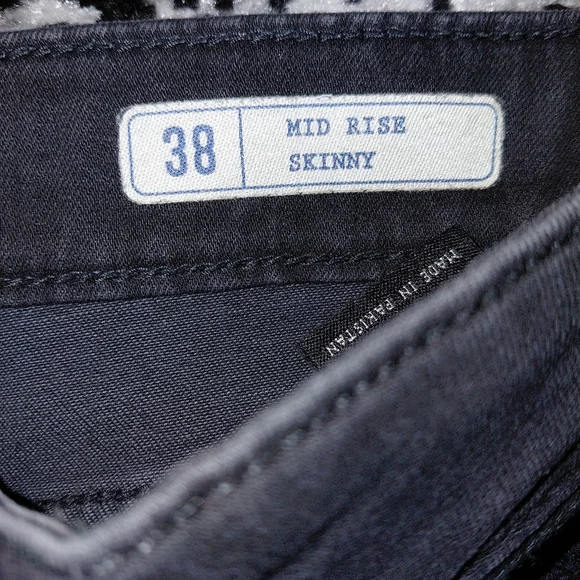 38
MID RISE
SKINNY
MADE IN PAKISTAN